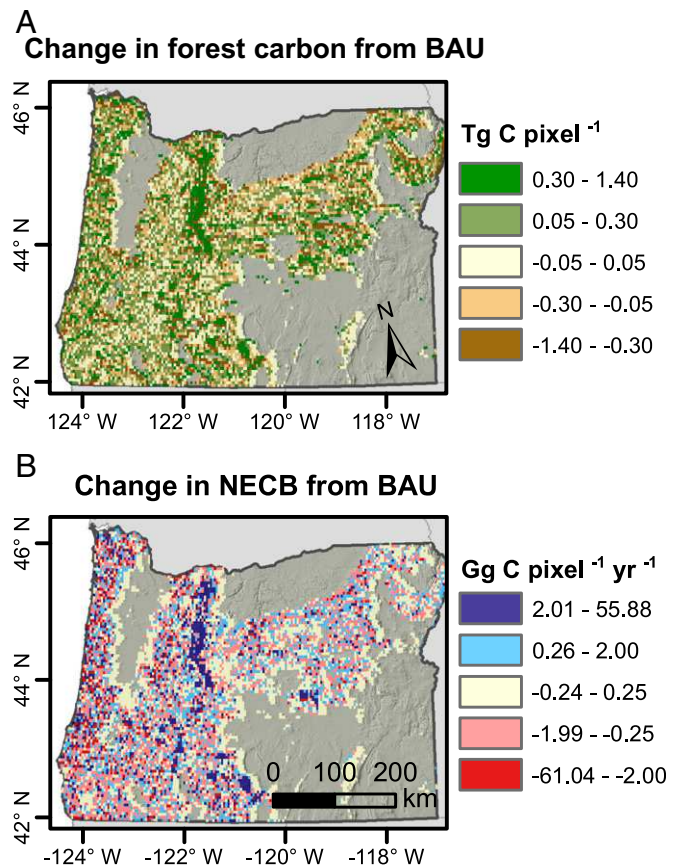 A
Change in forest carbon from BAU
46° N
44° N
42° N
-124° W
-122° W
-120° W
-118° W
N
Tg C pixel -1
0.30 - 1.40
0.05 - 0.30
-0.05 - 0.05
-0.30 - -0.05
-1.40 - -0.30
B
Change in NECB from BAU
46° N
44° N
42° N
-124° W
-122° W
-120° W
-118° W
0 100 200
km
Gg C pixel -1 yr -1
2.01 - 55.88
0.26 - 2.00
-0.24 - 0.25
-1.99 - -0.25
-61.04 - -2.00